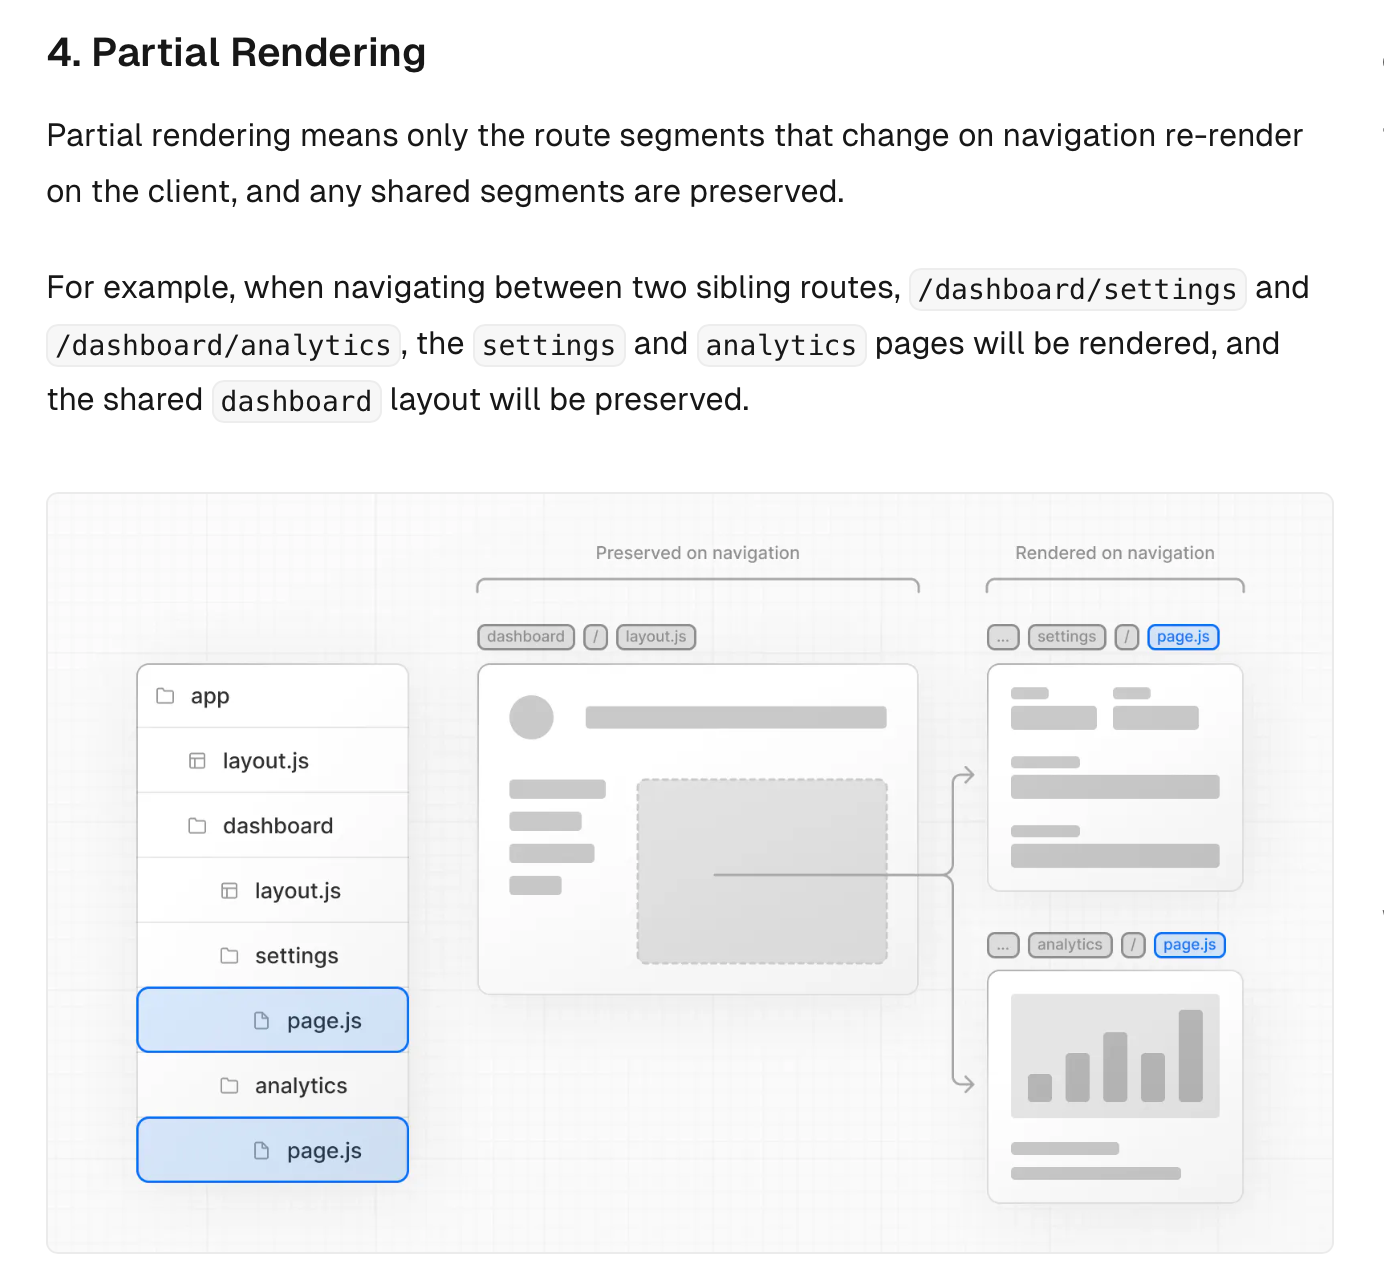 4. Partial Rendering
Partial rendering means only the route segments that change on navigation re-render
on the client, and any shared segments are preserved.
For example, when navigating between two sibling routes, /dashboard/settings and
/dashboard/analytics, the settings and analytics pages will be rendered, and
the shared dashboard layout will be preserved.
Preserved on navigation
Rendered on navigation
dashboard / layout.js
... settings / page.js
app
layout.js
dashboard
layout.js
settings
page.js
analytics
page.js
... analytics / page.js